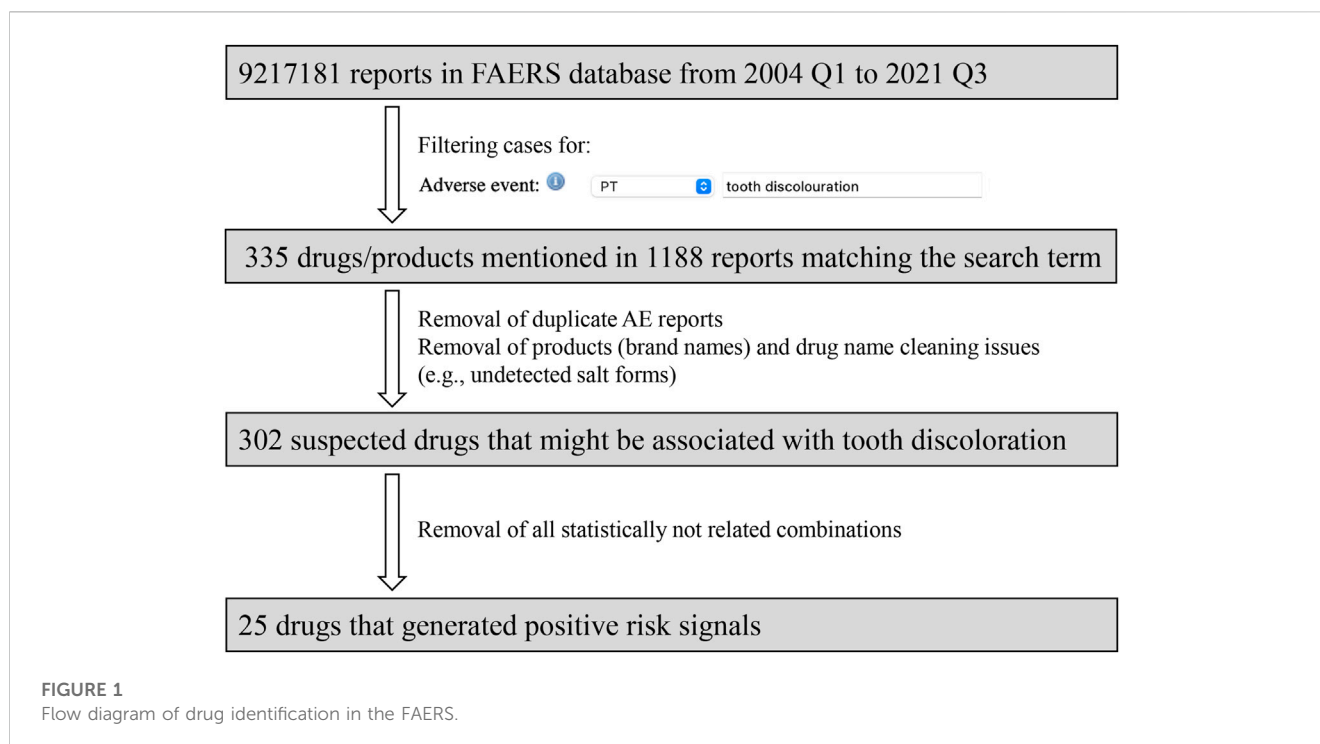 9217181 reports in FAERS database from 2004 Q1 to 2021 Q3
Filtering cases for:
Adverse event: i PT tooth discolouration
335 drugs/products mentioned in 1188 reports matching the search term
Removal of duplicate AE reports
Removal of products (brand names) and drug name cleaning issues
(e.g., undetected salt forms)
302 suspected drugs that might be associated with tooth discoloration
Removal of all statistically not related combinations
25 drugs that generated positive risk signals
FIGURE 1
Flow diagram of drug identification in the FAERS.